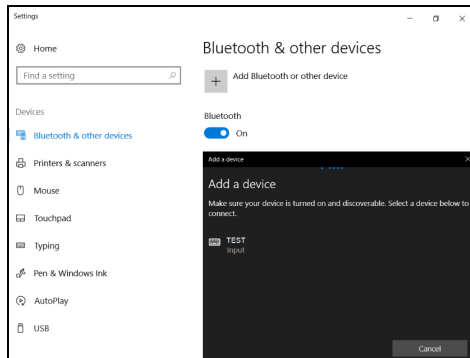 Settings
Home
Bluetooth & other devices
Find a setting
Add Bluetooth or other device
Devices
Bluetooth
Bluetooth & other devices
On
Printers & scanners
Mouse
Touchpad
Typing
Pen & Windows Ink
AutoPlay
USB
Add a device
Add a device
Make sure your device is turned on and discoverable. Select a device below to
connect.
TEST
Input
Cancel